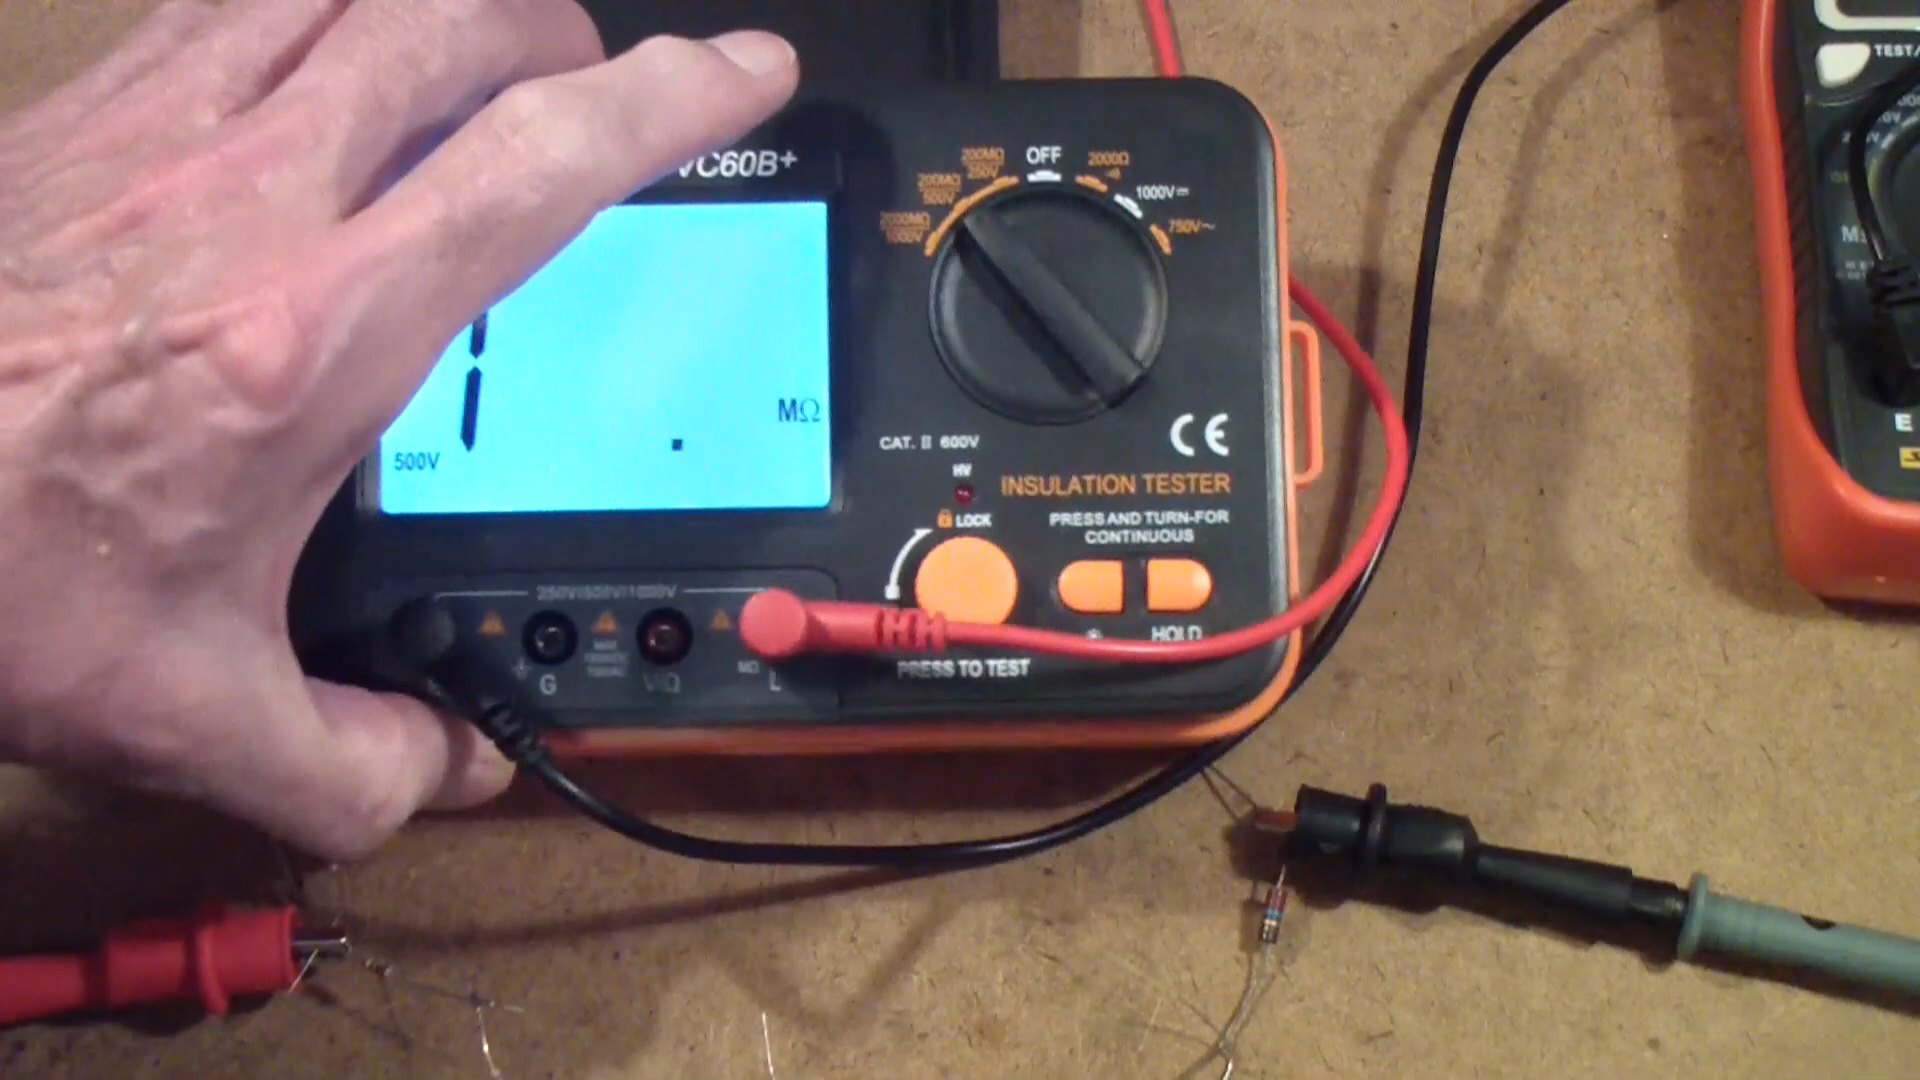 VC60B+
OFF
200MΩ
250V
200MΩ
500V
2000MΩ
1000V
2000Ω
1000V⎓
750V~
MΩ
500V
CAT. II 600V
CE
HV
INSULATION TESTER
LOCK
PRESS AND TURN-FOR
CONTINUOUS
250V/500V/1000V
HOLD
G
VΩ
MΩ
L
PRESS TO TEST
TEST/
E